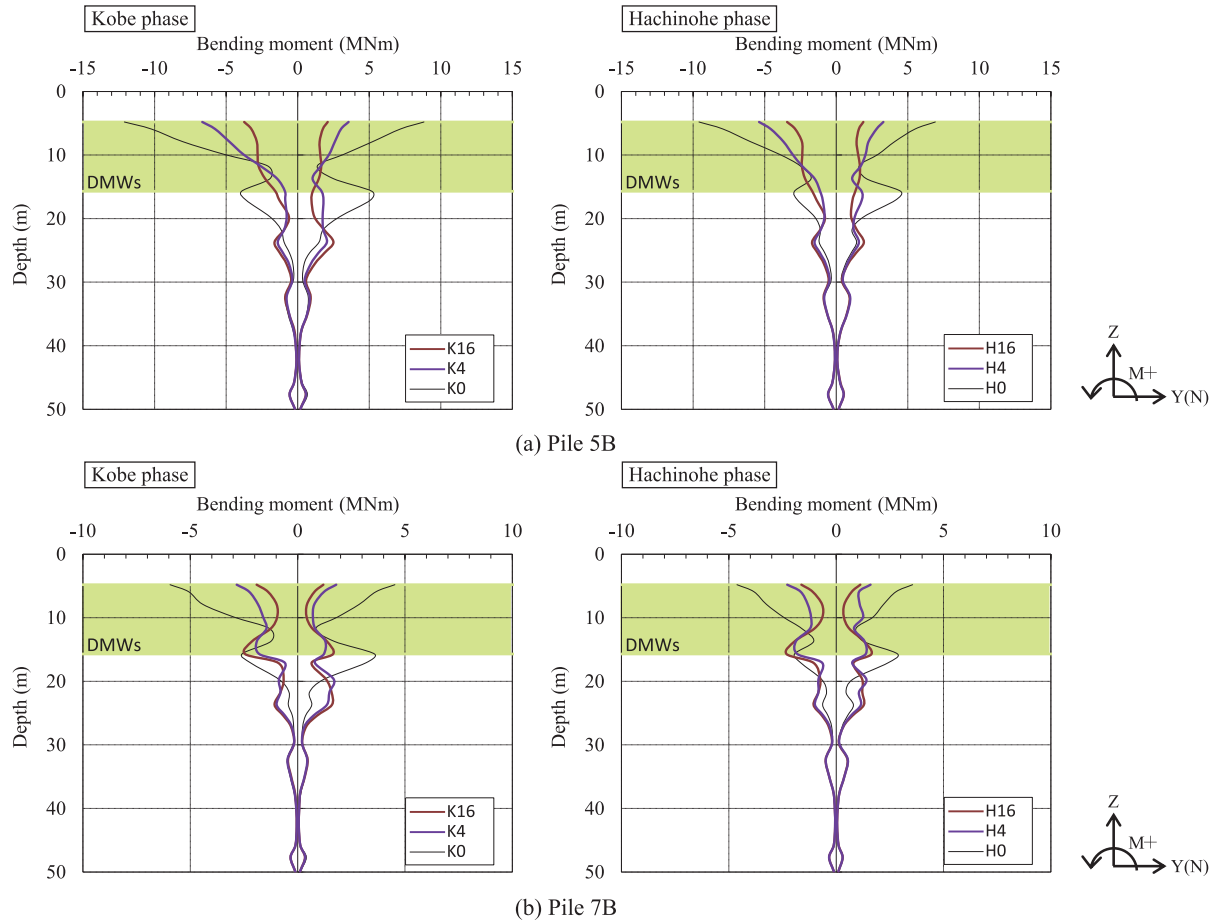 Kobe phase
Hachinohe phase
Bending moment (MNm)
Bending moment (MNm)
-15 -10 -5 0 5 10 15
-15 -10 -5 0 5 10 15
0
10
20
30
40
50
Depth (m)
DMWs
K16
K4
K0
0
10
20
30
40
50
Depth (m)
DMWs
H16
H4
H0
Z
M+
Y(N)
(a) Pile 5B
Kobe phase
Hachinohe phase
Bending moment (MNm)
Bending moment (MNm)
-10 -5 0 5 10
-10 -5 0 5 10
0
10
20
30
40
50
Depth (m)
DMWs
K16
K4
K0
0
10
20
30
40
50
Depth (m)
DMWs
H16
H4
H0
Z
M+
Y(N)
(b) Pile 7B